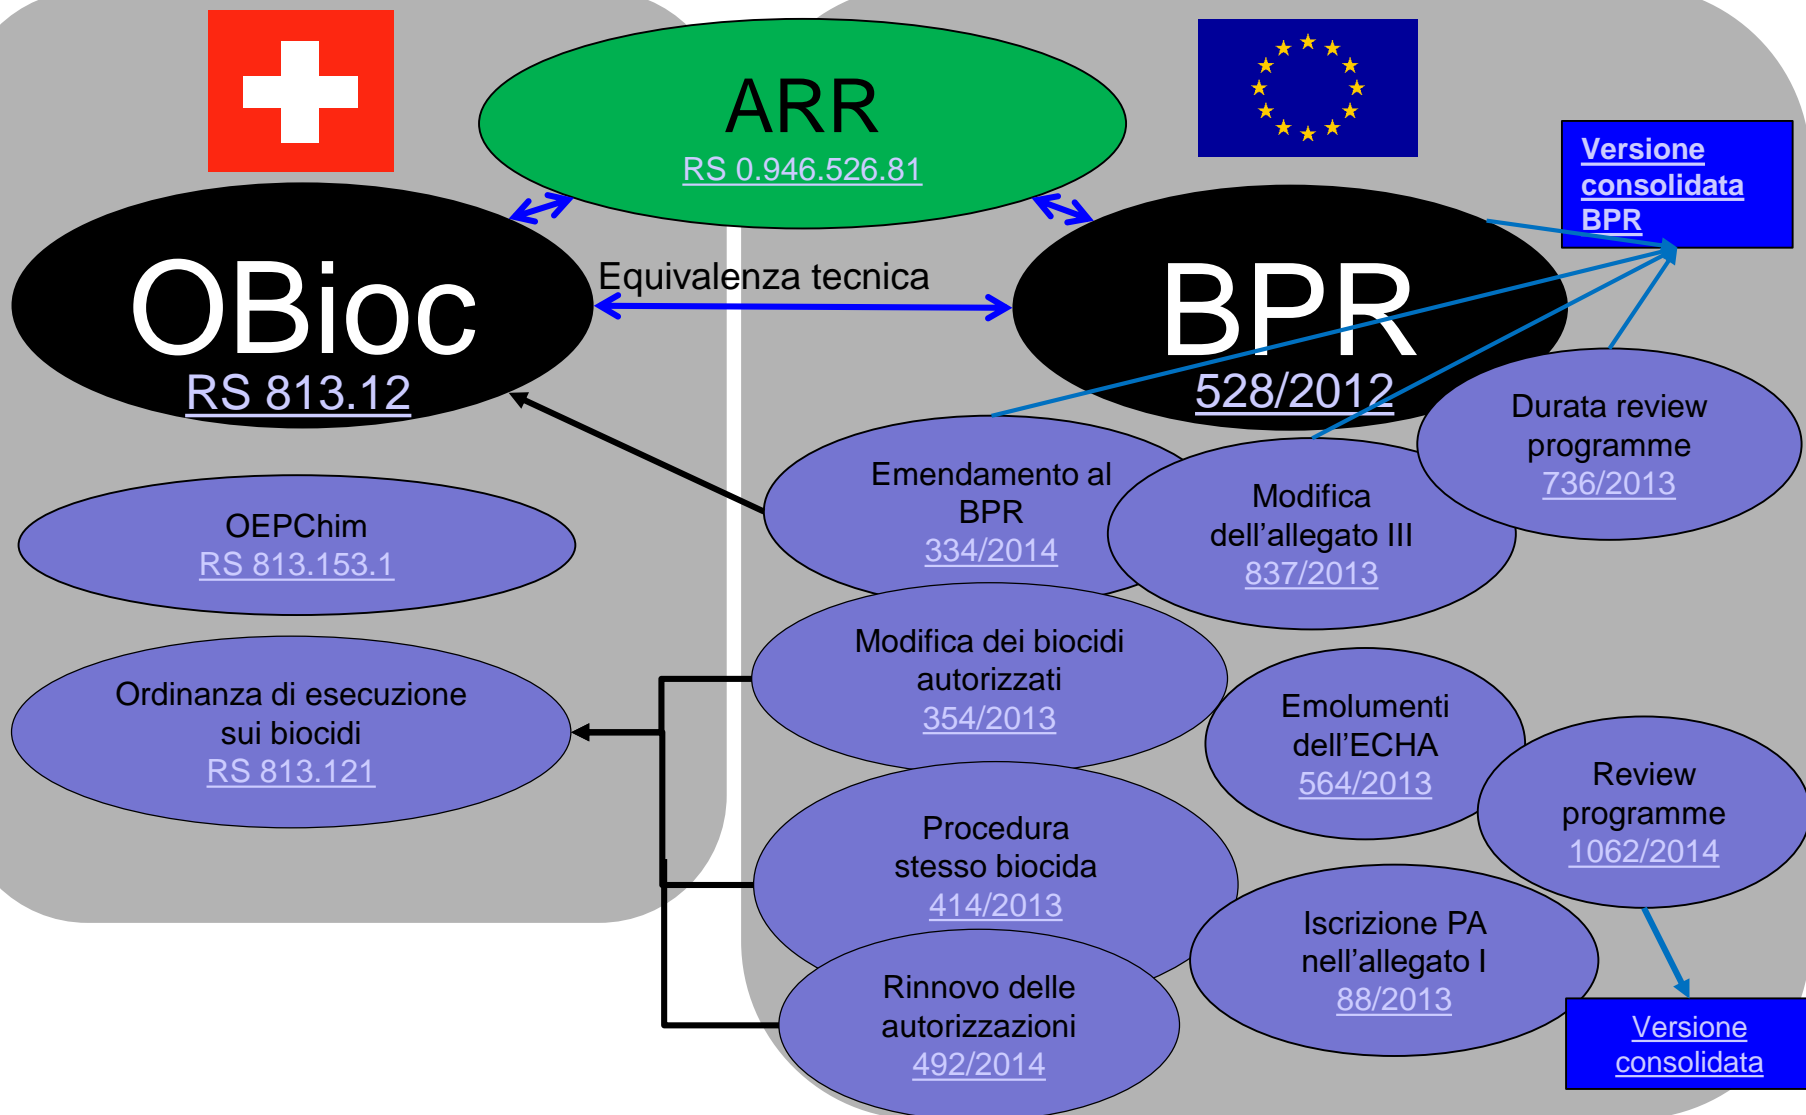 ARR
RS 0.946.526.81
Versione
consolidata
BPR
OBioc
RS 813.12
Equivalenza tecnica
BPR
528/2012
Durata review
programme
736/2013
Emendamento al
BPR
334/2014
Modifica
dell’allegato III
837/2013
OEPChim
RS 813.153.1
Modifica dei biocidi
autorizzati
354/2013
Ordinanza di esecuzione
sui biocidi
RS 813.121
Emolumenti
dell’ECHA
564/2013
Review
programme
1062/2014
Procedura
stesso biocida
414/2013
Iscrizione PA
nell’allegato I
88/2013
Rinnovo delle
autorizzazioni
492/2014
Versione
consolidata